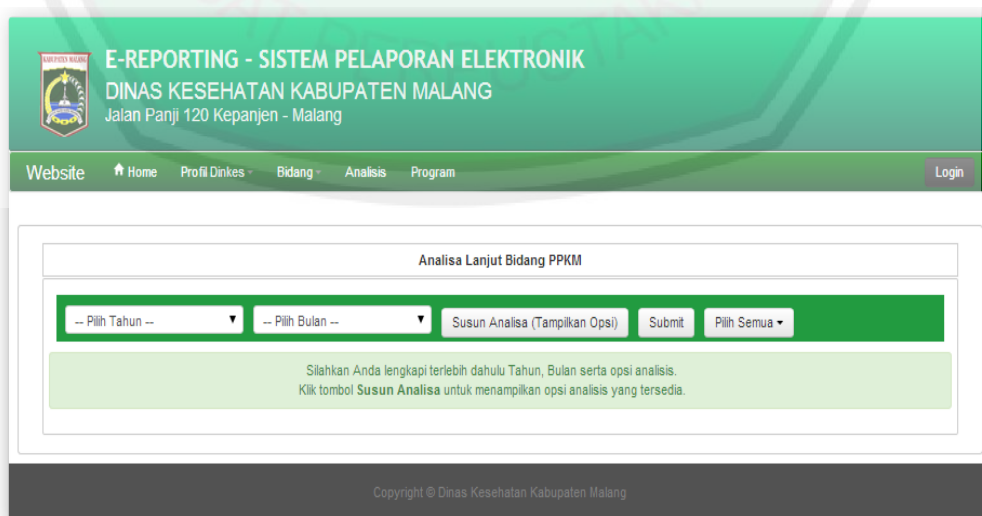 KABUPATEN MALANG
E-REPORTING - SISTEM PELAPORAN ELEKTRONIK
DINAS KESEHATAN KABUPATEN MALANG
Jalan Panji 120 Kepanjen - Malang
Website Home Profil Dinkes Bidang Analisis Program Login
Analisa Lanjut Bidang PPKM
-- Pilih Tahun -- -- Pilih Bulan -- Susun Analisa (Tampilkan Opsi) Submit Pilih Semua
Silahkan Anda lengkapi terlebih dahulu Tahun, Bulan serta opsi analisis.
Klik tombol Susun Analisa untuk menampilkan opsi analisis yang tersedia.
Copyright © Dinas Kesehatan Kabupaten Malang